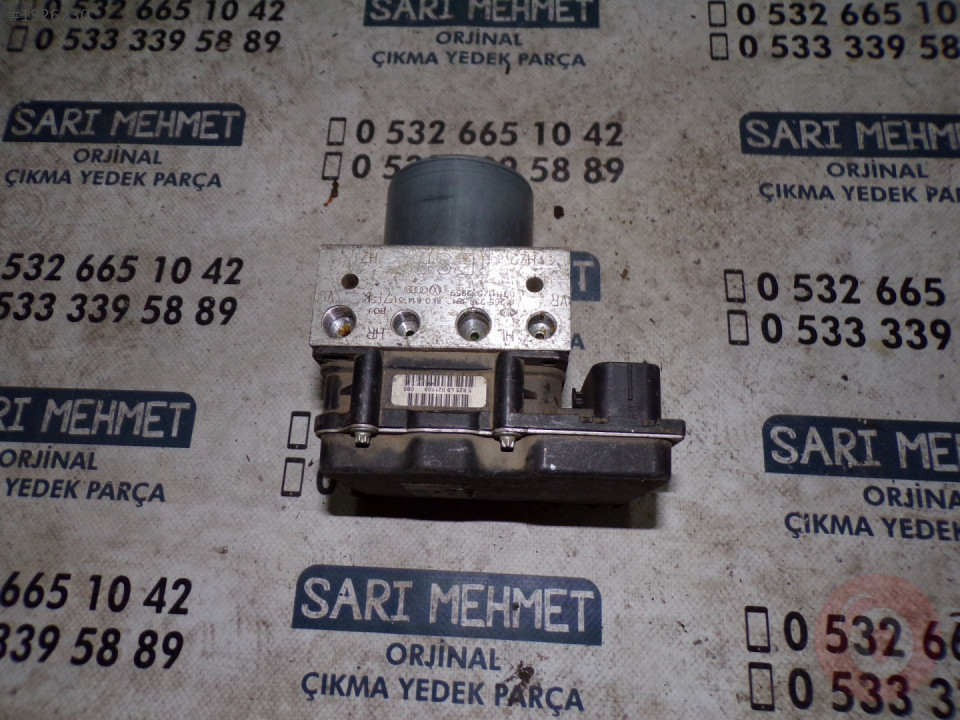 0 532 665 10 42
0 533 339 58 89
SARI MEHMET
ORJİNAL
ÇIKMA YEDEK PARÇA
0 532 665 10
0 533 339 58
SARI MEHMET
ORJİNAL
ÇIKMA YEDEK PARÇA
0 532 665 10 42
58 89
SARI MEHMET
ORJİNAL
ÇIKMA YEDEK PARÇA
532 665 10 42
533 339 58 89
0 532 665
0 533 339
HR
HL
MEHMET
ORJİNAL
YEDEK PARÇA
SARI MEHMET
ORJİNAL
ÇIKMA YEDEK PARÇA
665 10 42
339 58 89
SARI MEHMET
ORJİNAL
ÇIKMA YEDEK PARÇA
0 532 66
0 533